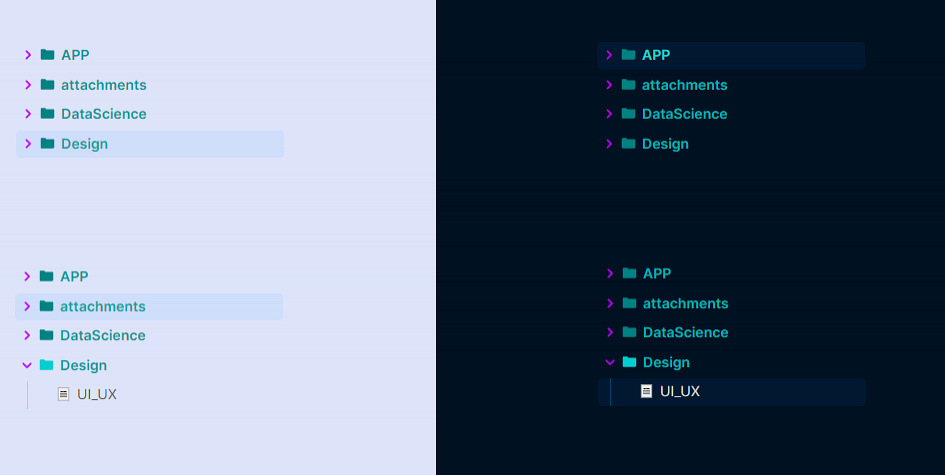 APP
attachments
DataScience
Design
APP
attachments
DataScience
Design
UI_UX
APP
attachments
DataScience
Design
APP
attachments
DataScience
Design
UI_UX